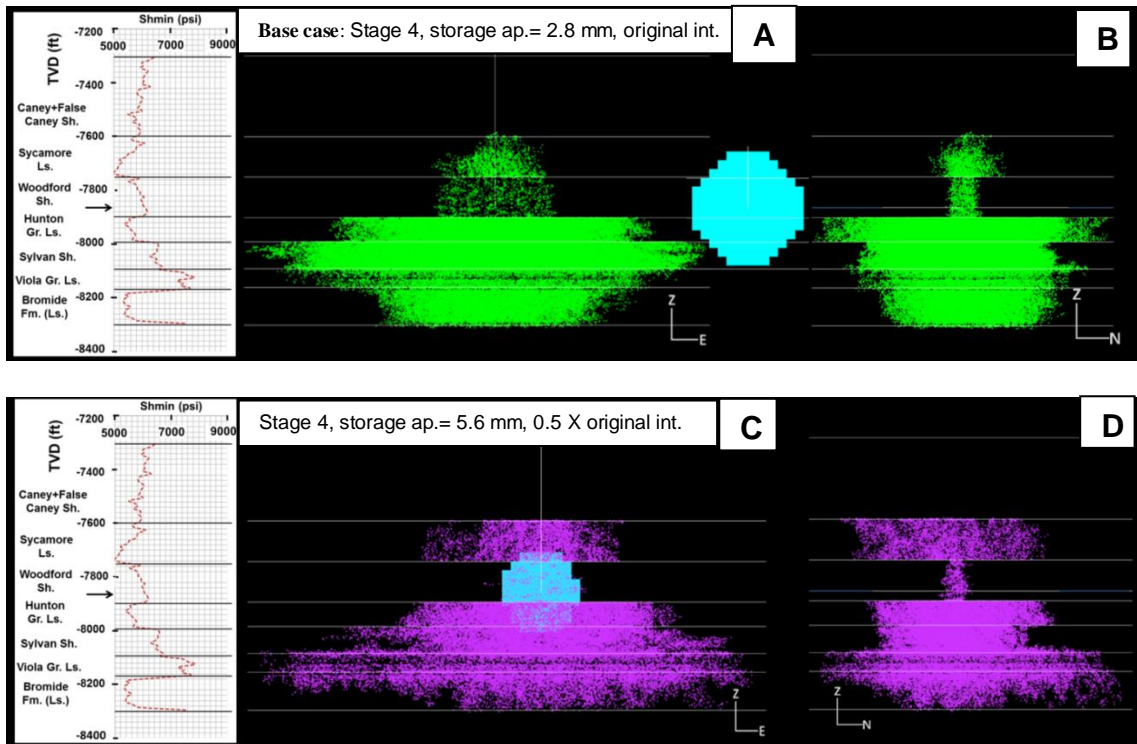 Shmin (psi)
5000 7000 9000
TVD (ft)
-7200
-7400
-7600
-7800
-8000
-8200
-8400
Caney+False
Caney Sh.
Sycamore
Ls.
Woodford
Sh.
Hunton
Gr. Ls.
Sylvan Sh.
Viola Gr. Ls.
Bromide
Fm. (Ls.)
Base case: Stage 4, storage ap.= 2.8 mm, original int.
A
Z
E
B
Z
N
Shmin (psi)
5000 7000 9000
TVD (ft)
-7200
-7400
-7600
-7800
-8000
-8200
-8400
Caney+False
Caney Sh.
Sycamore
Ls.
Woodford
Sh.
Hunton
Gr. Ls.
Sylvan Sh.
Viola Gr. Ls.
Bromide
Fm. (Ls.)
Stage 4, storage ap.= 5.6 mm, 0.5 X original int.
C
Z
E
D
Z
N